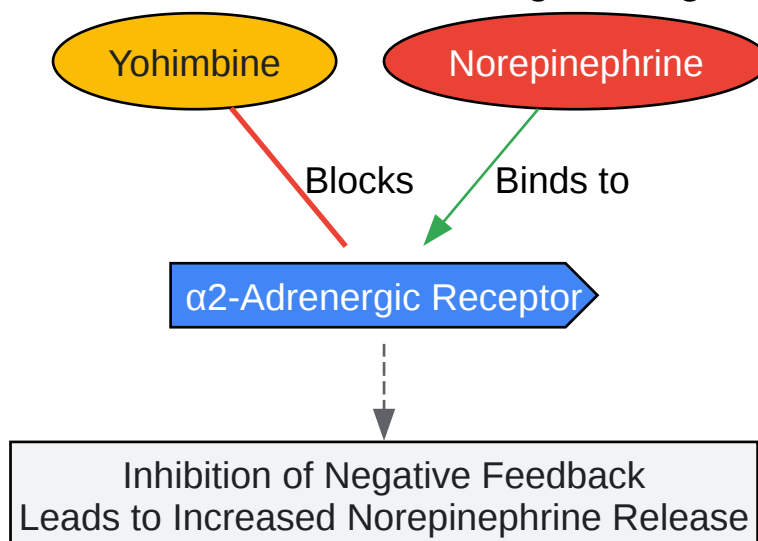 Yohimbine
Norepinephrine
Blocks
Binds to
α2-Adrenergic Receptor
Inhibition of Negative Feedback
Leads to Increased Norepinephrine Release